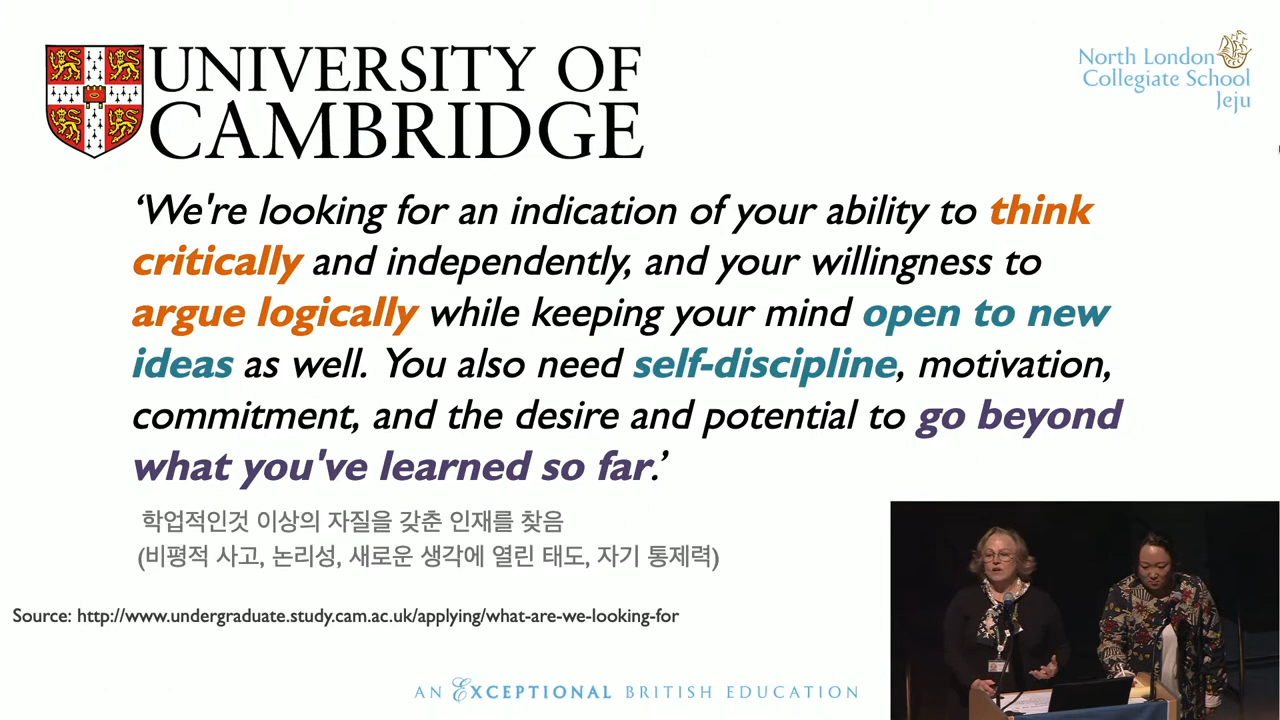 UNIVERSITY OF
CAMBRIDGE
North London
Collegiate School
Jeju
‘We're looking for an indication of your ability to think
critically and independently, and your willingness to
argue logically while keeping your mind open to new
ideas as well. You also need self-discipline, motivation,
commitment, and the desire and potential to go beyond
what you've learned so far.’
학업적인것 이상의 자질을 갖춘 인재를 찾음
(비평적 사고, 논리성, 새로운 생각에 열린 태도, 자기 통제력)
Source: http://www.undergraduate.study.cam.ac.uk/applying/what-are-we-looking-for
AN EXCEPTIONAL BRITISH EDUCATION